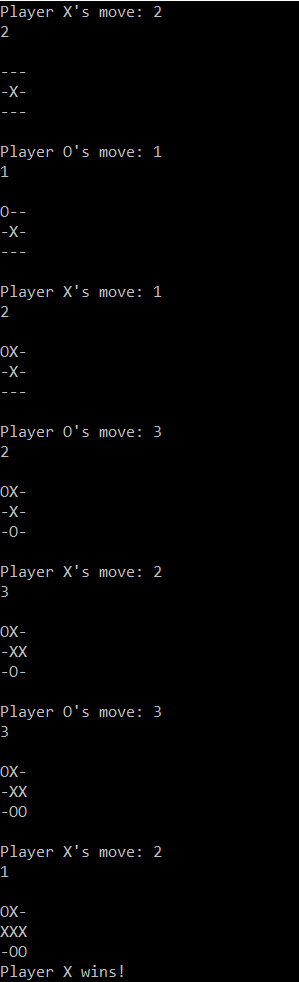 Player X's move: 2
2
---
-X-
---
Player O's move: 1
1
O--
-X-
---
Player X's move: 1
2
OX-
-X-
---
Player O's move: 3
2
OX-
-X-
-O-
Player X's move: 2
3
OX-
-XX
-O-
Player O's move: 3
3
OX-
-XX
-OO
Player X's move: 2
1
OX-
XXX
-OO
Player X wins!